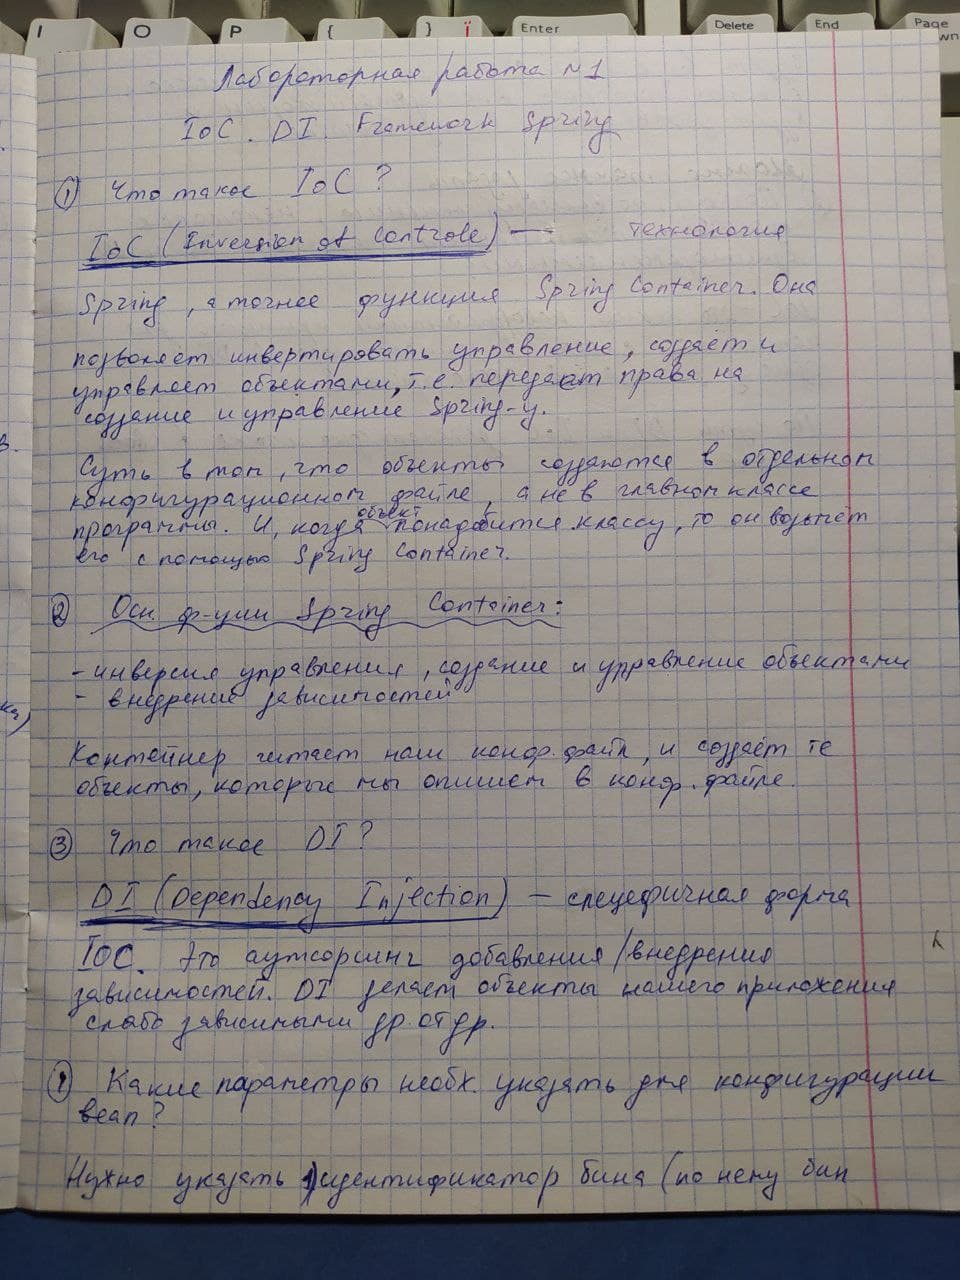 I
O
P
{
}
ї
Enter
Delete
End
Page
wn
Лабораторная работа №1
IoC. DI. Framework Spring
① Что такое IoC?
IoC (Inversion of Controle) — технология
Spring, а точнее функция Spring Container. Она
позволяет инвертировать управление, создаёт и
управляет объектами, т.е. передаёт права на
создание и управление Spring-у.
Суть в том, что объекты создаются в отдельном
конфигурационном файле, а не в главном классе
программы. И, когда объект понадобится классу, то он возьмёт
его с помощью Spring Container.
② Осн. ф-ции Spring Container:
- инверсия управления, создание и управление объектами
- внедрение зависимостей
Контейнер читает наш конф. файл, и создаёт те
объекты, которые мы опишем в конф. файле.
③ Что такое DI?
DI (Dependency Injection) — спецефичная форма
IoC. Это аутсорсинг добавления/внедрения
зависимостей. DI делает объекты нашего приложения
слабо зависимыми др. от др.
Какие параметры необх. указать для конфигурации
bean?
Нужно указать 1) идентификатор бина (по нему бин